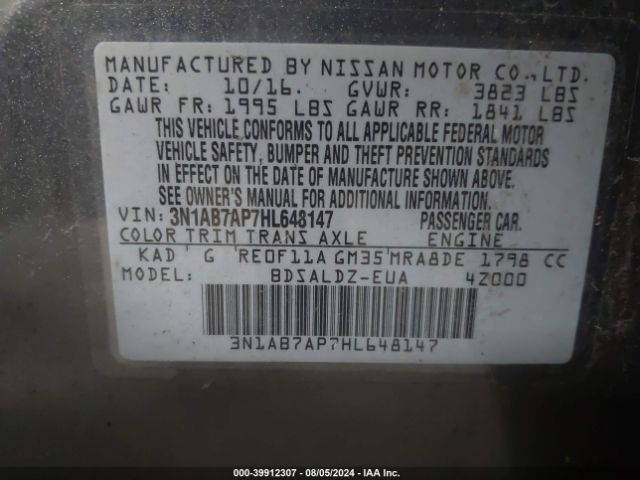 MANUFACTURED BY NISSAN MOTOR CO., LTD.
DATE: 10/16. GVWR: 3823 LBS
GAWR FR: 1995 LBS GAWR RR: 1841 LBS
THIS VEHICLE CONFORMS TO ALL APPLICABLE FEDERAL MOTOR
VEHICLE SAFETY, BUMPER AND THEFT PREVENTION STANDARDS
IN EFFECT ON THE DATE OF MANUFACTURE SHOWN ABOVE.
SEE OWNER'S MANUAL FOR ADDITIONAL INFORMATION.
VIN: 3N1AB7AP7HL648147 PASSENGER CAR.
COLOR TRIM TRANS AXLE ENGINE
KAD G RE0F11A GM35 MRA8DE 1798 CC
MODEL: BDSALDZ-EUA 4Z000
3N1AB7AP7HL648147
000-39912307 - 08/05/2024 - IAAI.COM